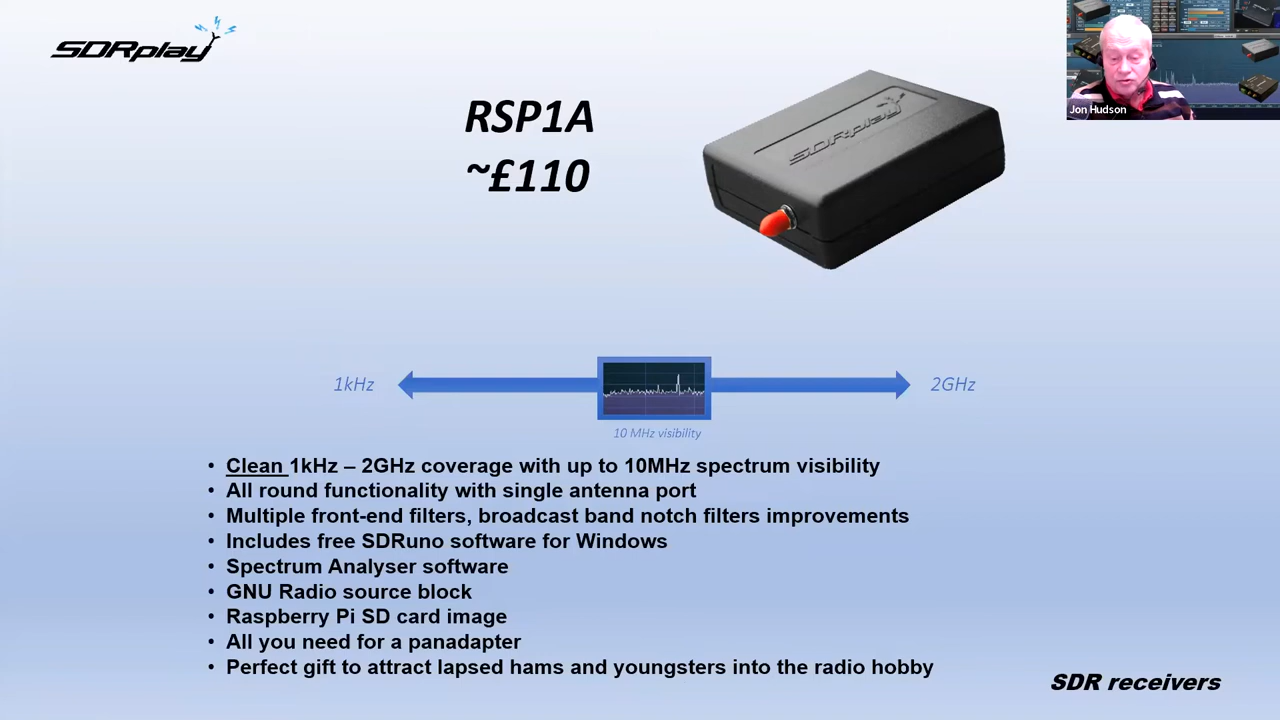 SDRplay
Jon Hudson
RSP1A
~£110
SDRplay
1kHz
2GHz
10 MHz visibility
• Clean 1kHz – 2GHz coverage with up to 10MHz spectrum visibility
• All round functionality with single antenna port
• Multiple front-end filters, broadcast band notch filters improvements
• Includes free SDRuno software for Windows
• Spectrum Analyser software
• GNU Radio source block
• Raspberry Pi SD card image
• All you need for a panadapter
• Perfect gift to attract lapsed hams and youngsters into the radio hobby
SDR receivers